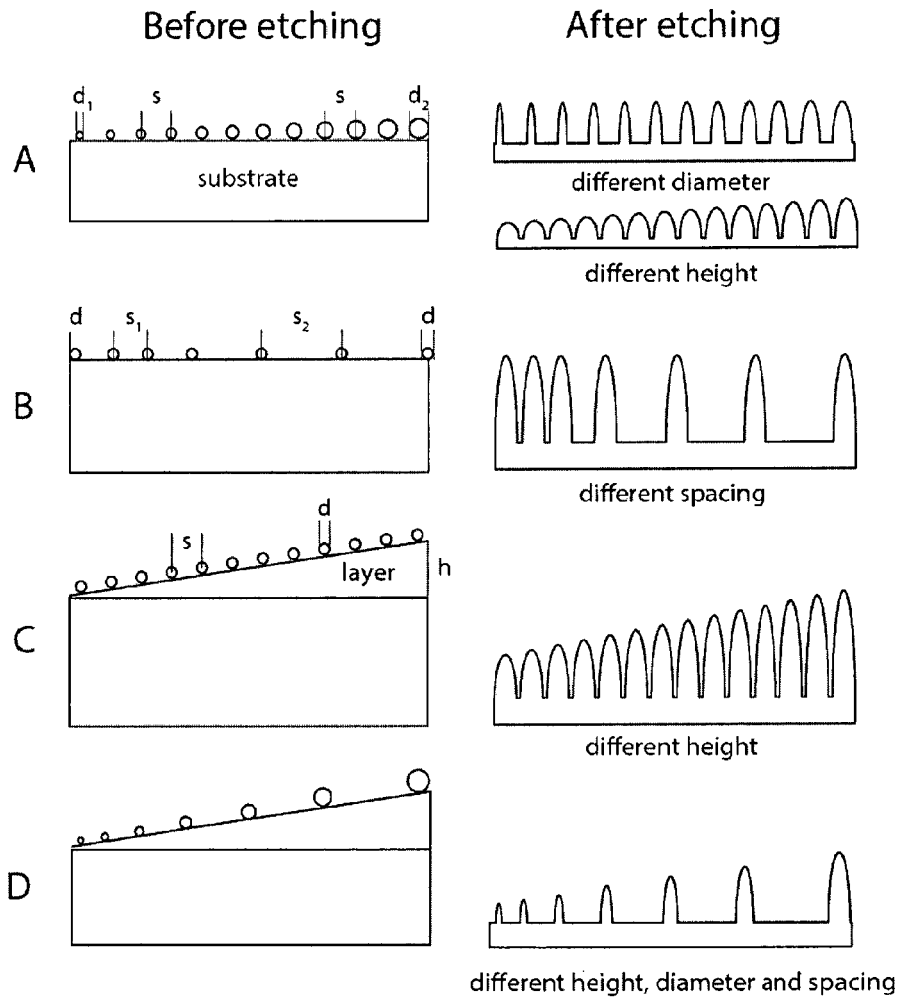 Before etching
After etching
A
d₁ s s d₂
substrate
different diameter
different height
B
d s₁ s₂ d
different spacing
C
s d
layer
h
different height
D
different height, diameter and spacing